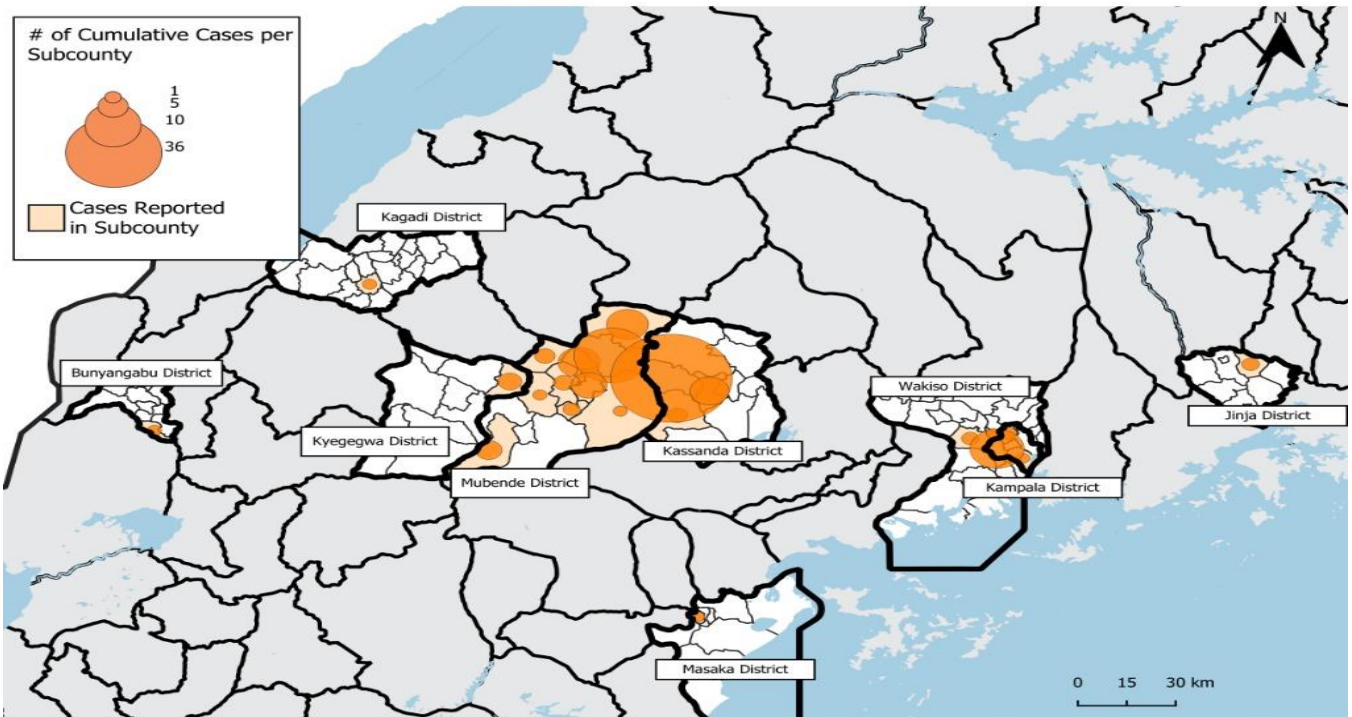 # of Cumulative Cases per
Subcounty
1
5
10
36
Cases Reported
in Subcounty
N
Kagadi District
Bunyangabu District
Wakiso District
Jinja District
Kyegegwa District
Kassanda District
Mubende District
Kampala District
Masaka District
0 15 30 km